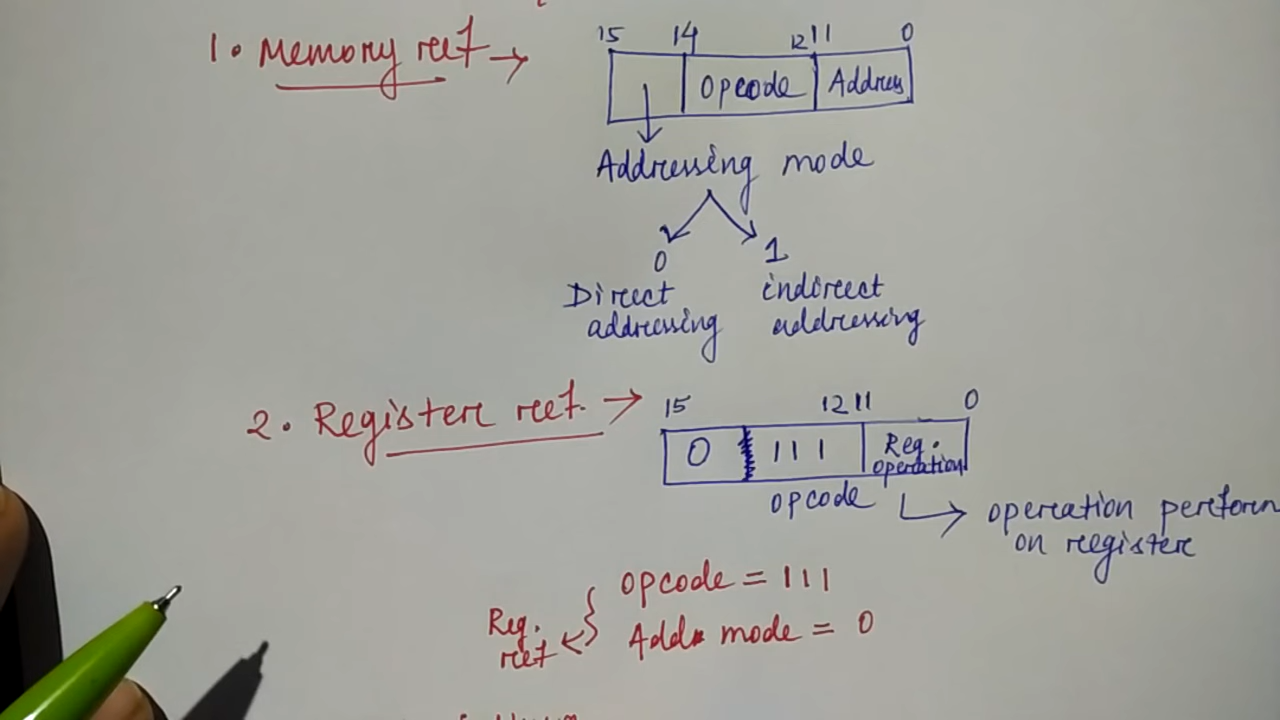 15 14 12 11 0
1. Memory ref →
Opcode Address
Addressing mode
0 1
Direct indirect
addressing addressing
15 12 11 0
2. Register ref. →
0 111 Reg.
operation
opcode
operation perform
on register
opcode = 111
Reg.
ref
Addr mode = 0